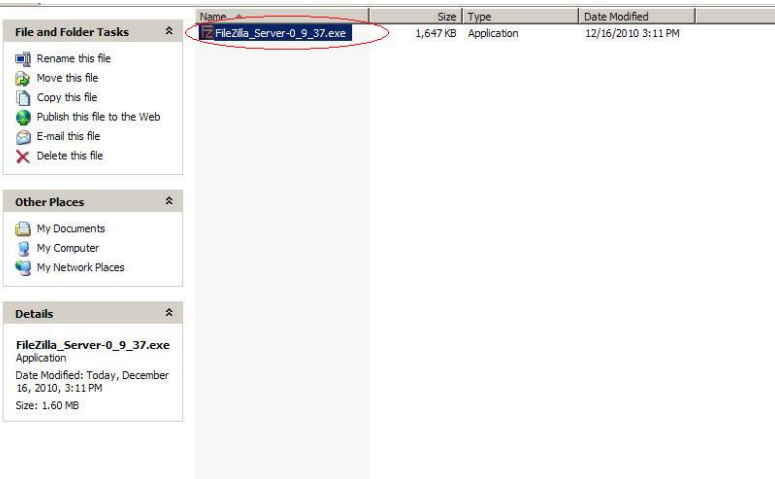 Name Size Type Date Modified
FileZilla_Server-0_9_37.exe 1,647 KB Application 12/16/2010 3:11 PM
File and Folder Tasks
Rename this file
Move this file
Copy this file
Publish this file to the Web
E-mail this file
Delete this file
Other Places
My Documents
My Computer
My Network Places
Details
FileZilla_Server-0_9_37.exe
Application
Date Modified: Today, December
16, 2010, 3:11 PM
Size: 1.60 MB